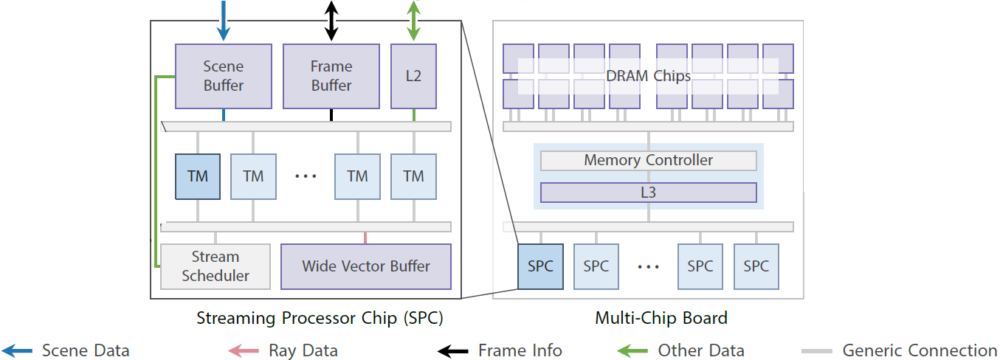 Scene
Buffer
Frame
Buffer
L2
TM
TM
...
TM
TM
Stream
Scheduler
Wide Vector Buffer
Streaming Processor Chip (SPC)
DRAM Chips
Memory Controller
L3
SPC
SPC
...
SPC
SPC
Multi-Chip Board
Scene Data
Ray Data
Frame Info
Other Data
Generic Connection